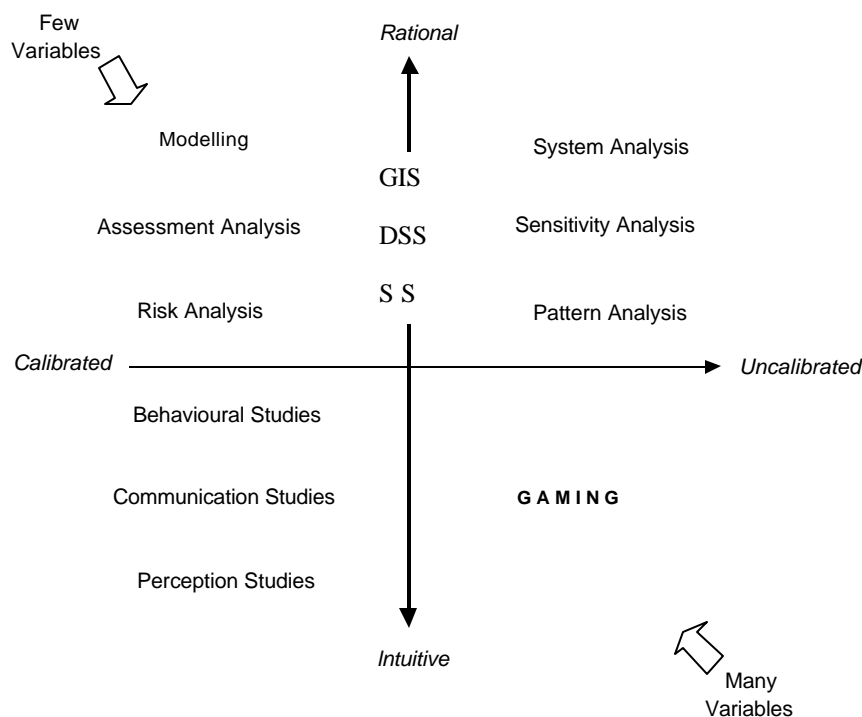 Few
Variables
Rational
Modelling
System Analysis
GIS
Assessment Analysis
DSS
Sensitivity Analysis
S S
Risk Analysis
Pattern Analysis
Calibrated
Uncalibrated
Behavioural Studies
Communication Studies
G A M I N G
Perception Studies
Intuitive
Many
Variables